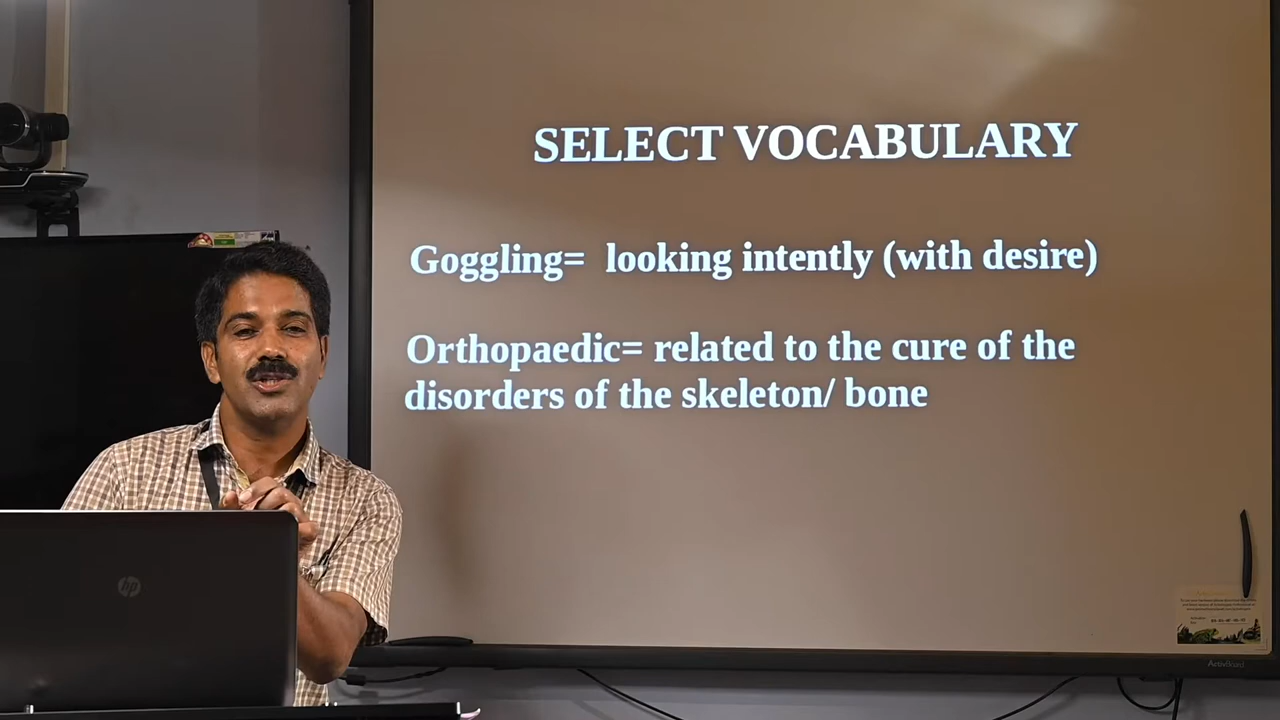 SELECT VOCABULARY
Goggling= looking intently (with desire)
Orthopaedic= related to the cure of the
disorders of the skeleton/ bone
hp